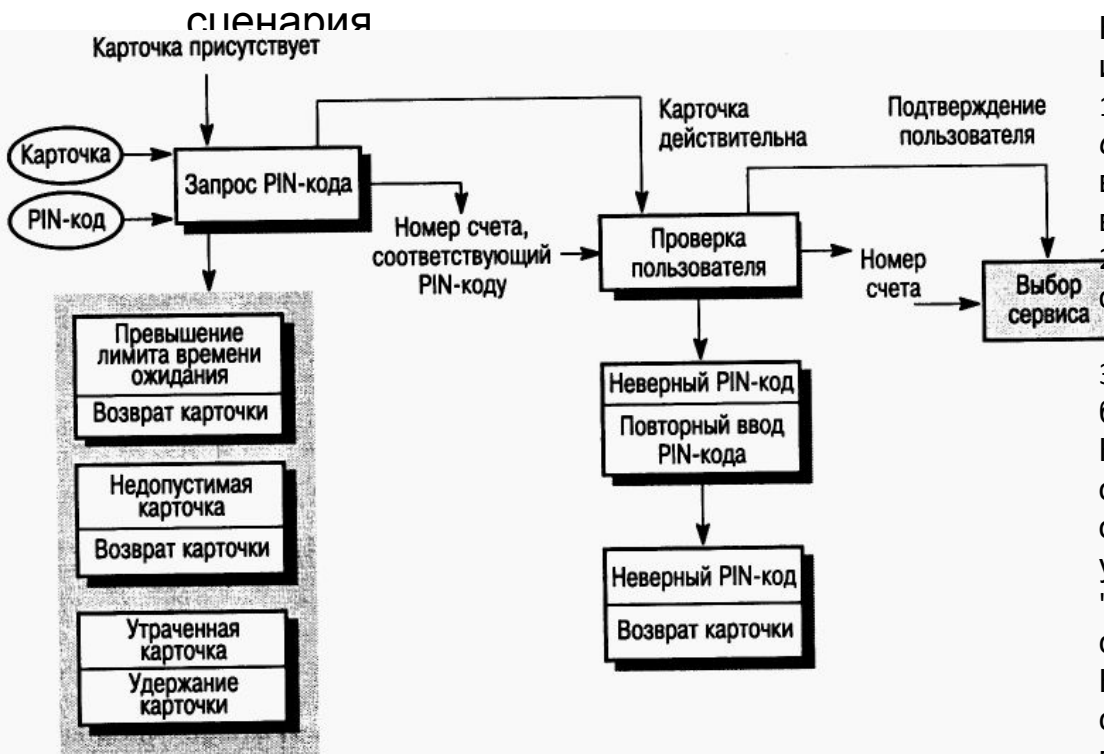 сценария
Карточка присутствует
Карточка
действительна
Подтверждение
пользователя
Карточка
PIN-код
Запрос PIN-кода
Номер счета,
соответствующий
PIN-коду
Проверка
пользователя
Номер
счета
Выбор
сервиса
Превышение
лимита времени
ожидания
Возврат карточки
Неверный PIN-код
Повторный ввод
PIN-кода
Недопустимая
карточка
Возврат карточки
Неверный PIN-код
Возврат карточки
Утраченная
карточка
Удержание
карточки